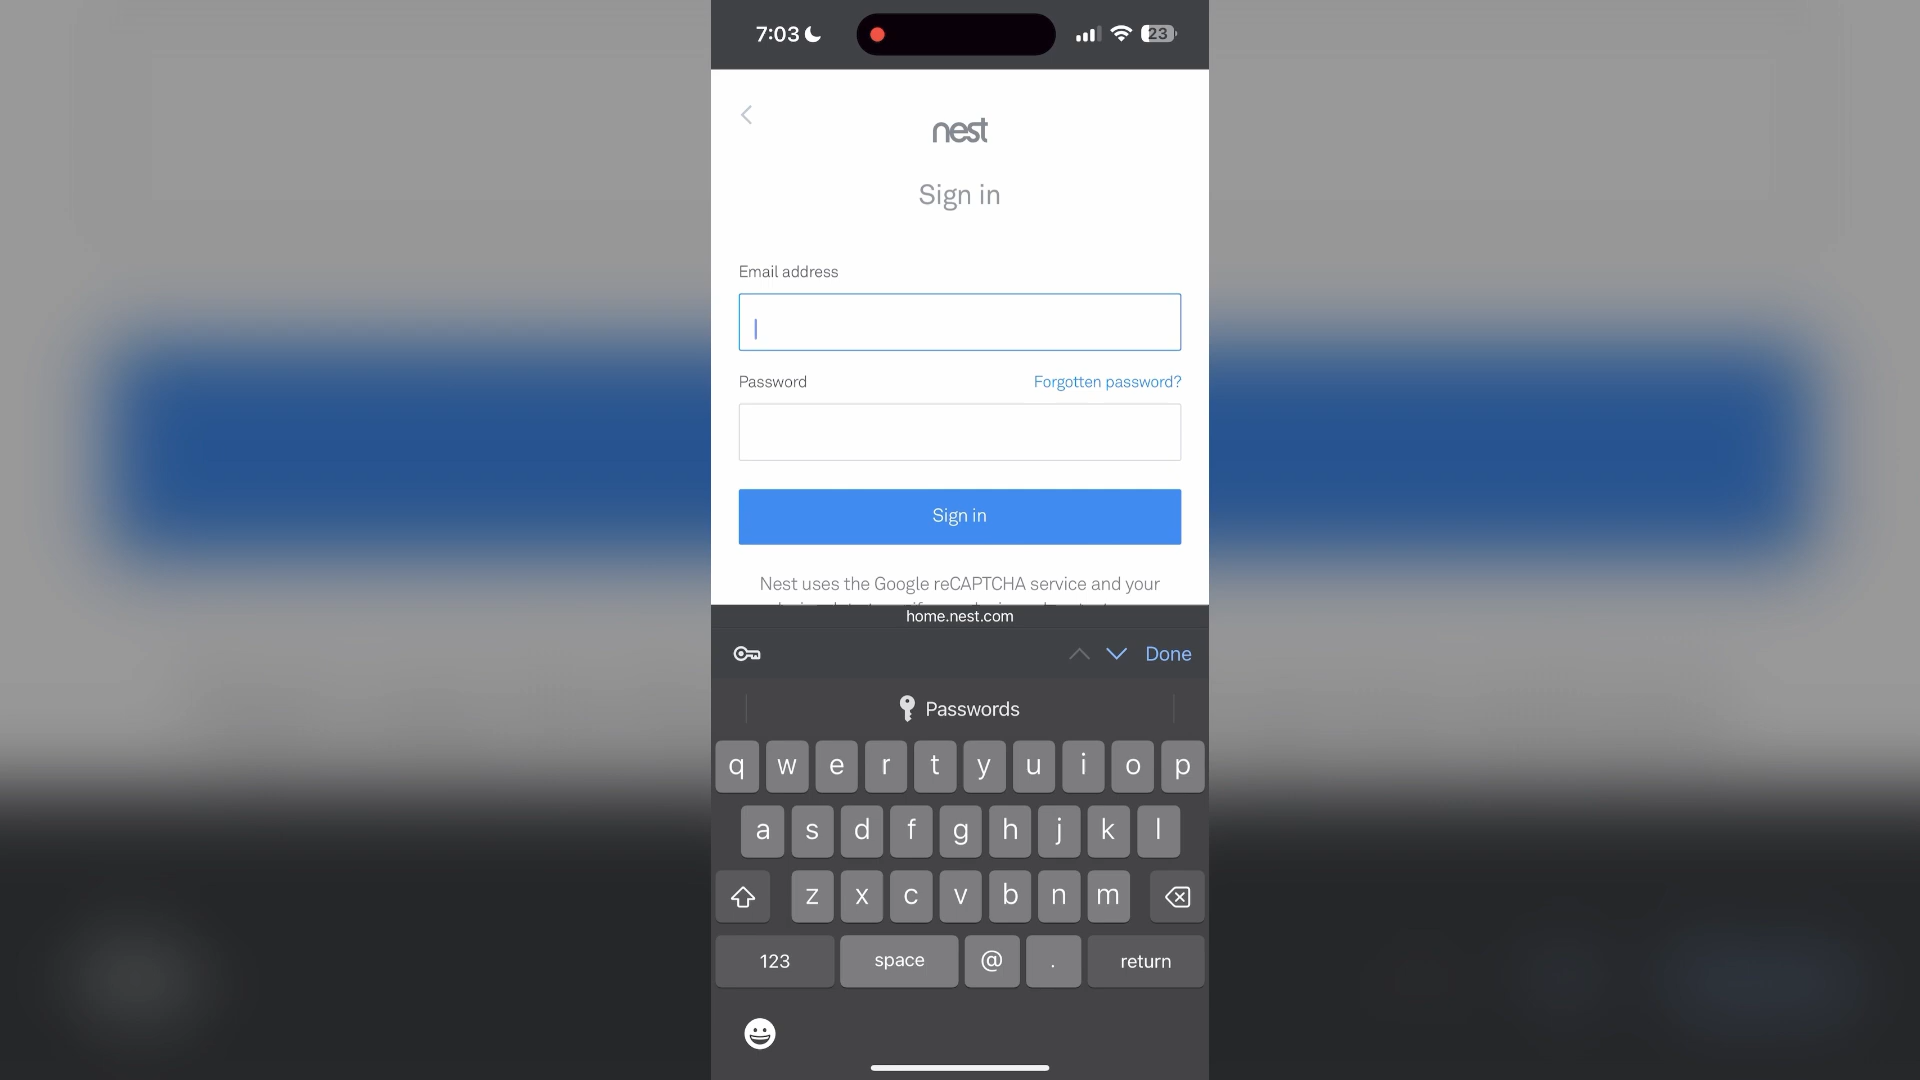 7:03
23
nest
Sign in
Email address
Password
Forgotten password?
Sign in
Nest uses the Google reCAPTCHA service and your
home.nest.com
Done
Passwords
q w e r t y u i o p
a s d f g h j k l
z x c v b n m
123 space @ . return